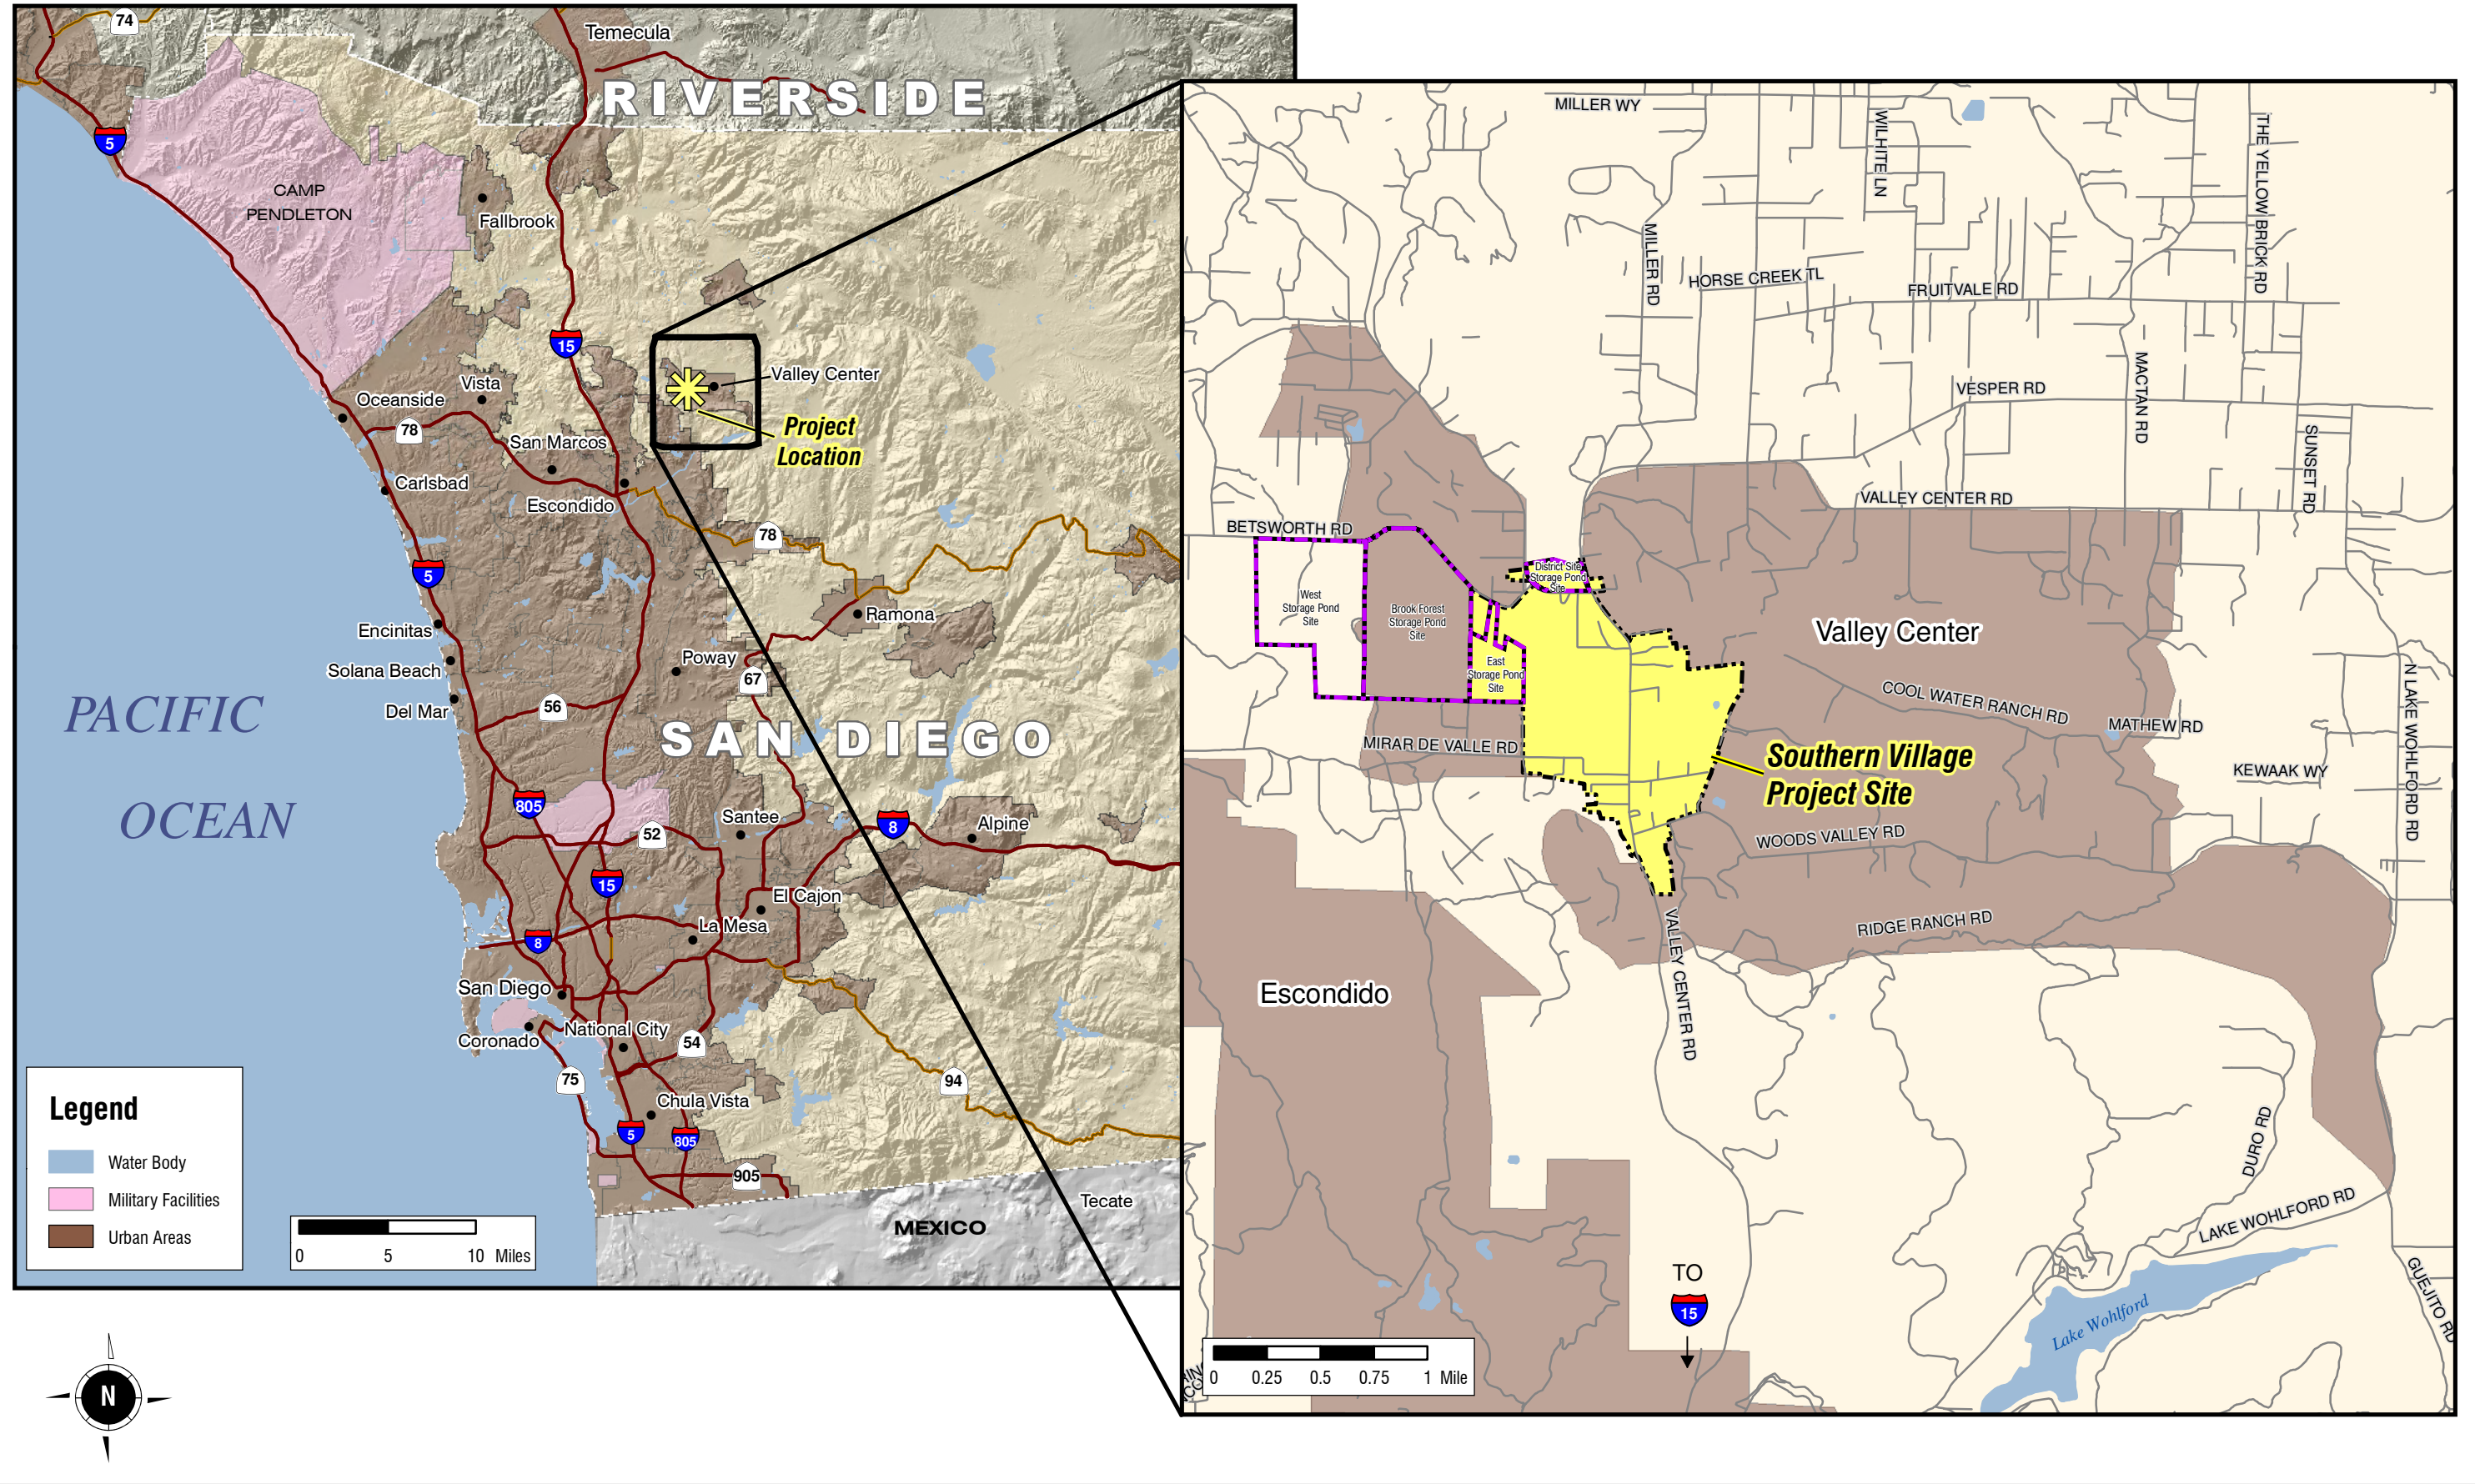 74
Temecula
RIVERSIDE
5
CAMP
PENDLETON
Fallbrook
15
Valley Center
Vista
Oceanside
78
Project
Location
San Marcos
Carlsbad
Escondido
78
5
Ramona
Encinitas
Solana Beach
Poway
67
Del Mar
56
PACIFIC
OCEAN
SAN DIEGO
805
52
Santee
8
Alpine
15
El Cajon
La Mesa
8
San Diego
Coronado
National City
54
75
94
Chula Vista
5
805
905
Tecate
MEXICO
Legend
Water Body
Military Facilities
Urban Areas
0 5 10 Miles
N
MILLER WY
WILHITE LN
THE YELLOW BRICK RD
MILLER RD
HORSE CREEK TL
FRUITVALE RD
MACTAN RD
VESPER RD
SUNSET RD
VALLEY CENTER RD
BETSWORTH RD
District Site
Storage Pond
Site
West
Storage Pond
Site
Brook Forest
Storage Pond
Site
East
Storage Pond
Site
Valley Center
COOL WATER RANCH RD
MATHEW RD
N LAKE WOHLFORD RD
MIRAR DE VALLE RD
Southern Village
Project Site
KEWAAK WY
WOODS VALLEY RD
RIDGE RANCH RD
VALLEY CENTER RD
Escondido
DURO RD
LAKE WOHLFORD RD
GUEJITO RD
Lake Wohlford
TO
15
0 0.25 0.5 0.75 1 Mile